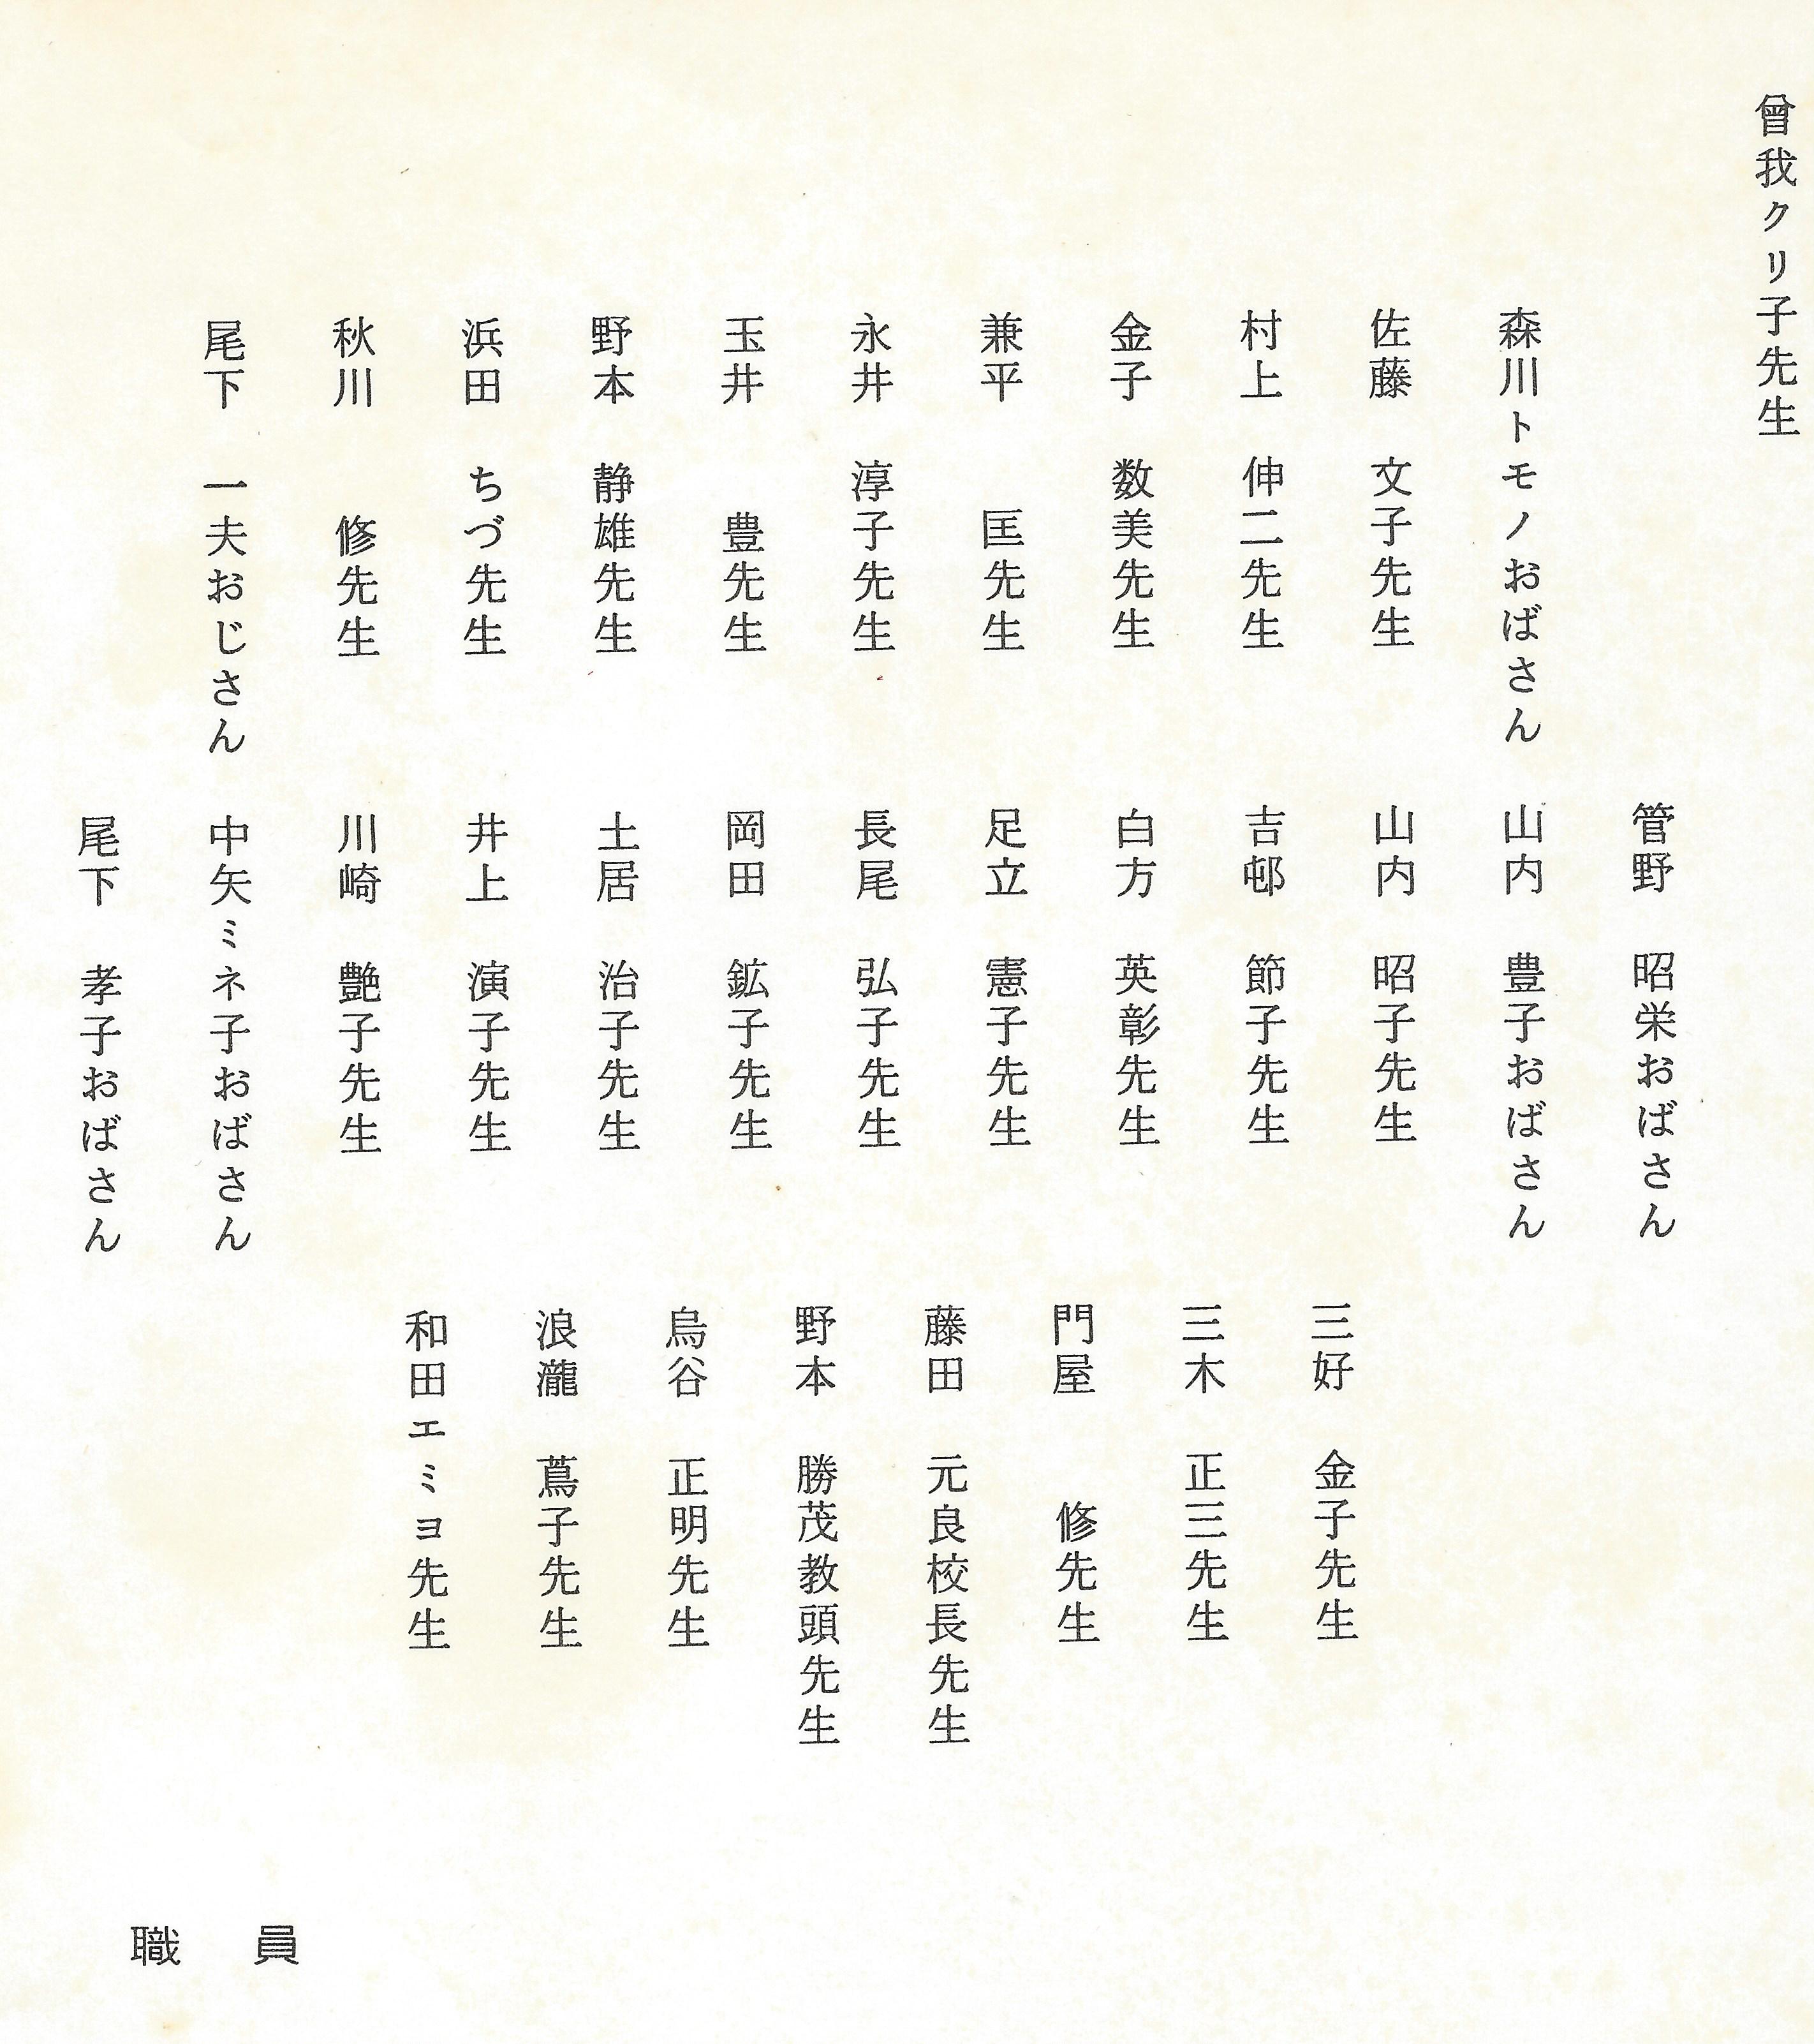 曾我クリ子先生
森川トモノおばさん
佐藤　文子先生
村上　伸二先生
金子　数美先生
兼平　匡先生
永井　淳子先生
玉井　豊先生
野本　静雄先生
浜田　ちづ先生
秋川　修先生
尾下　一夫おじさん
管野　昭栄おばさん
山内　豊子おばさん
山内　昭子先生
吉邨　節子先生
白方　英彰先生
足立　憲子先生
長尾　弘子先生
岡田　鉱子先生
土居　治子先生
井上　演子先生
川崎　艶子先生
中矢ミネ子おばさん
尾下　孝子おばさん
三好　金子先生
三木　正三先生
門屋　修先生
藤田　元良校長先生
野本　勝茂教頭先生
烏谷　正明先生
浪瀧　蔦子先生
和田エミヨ先生
職　員